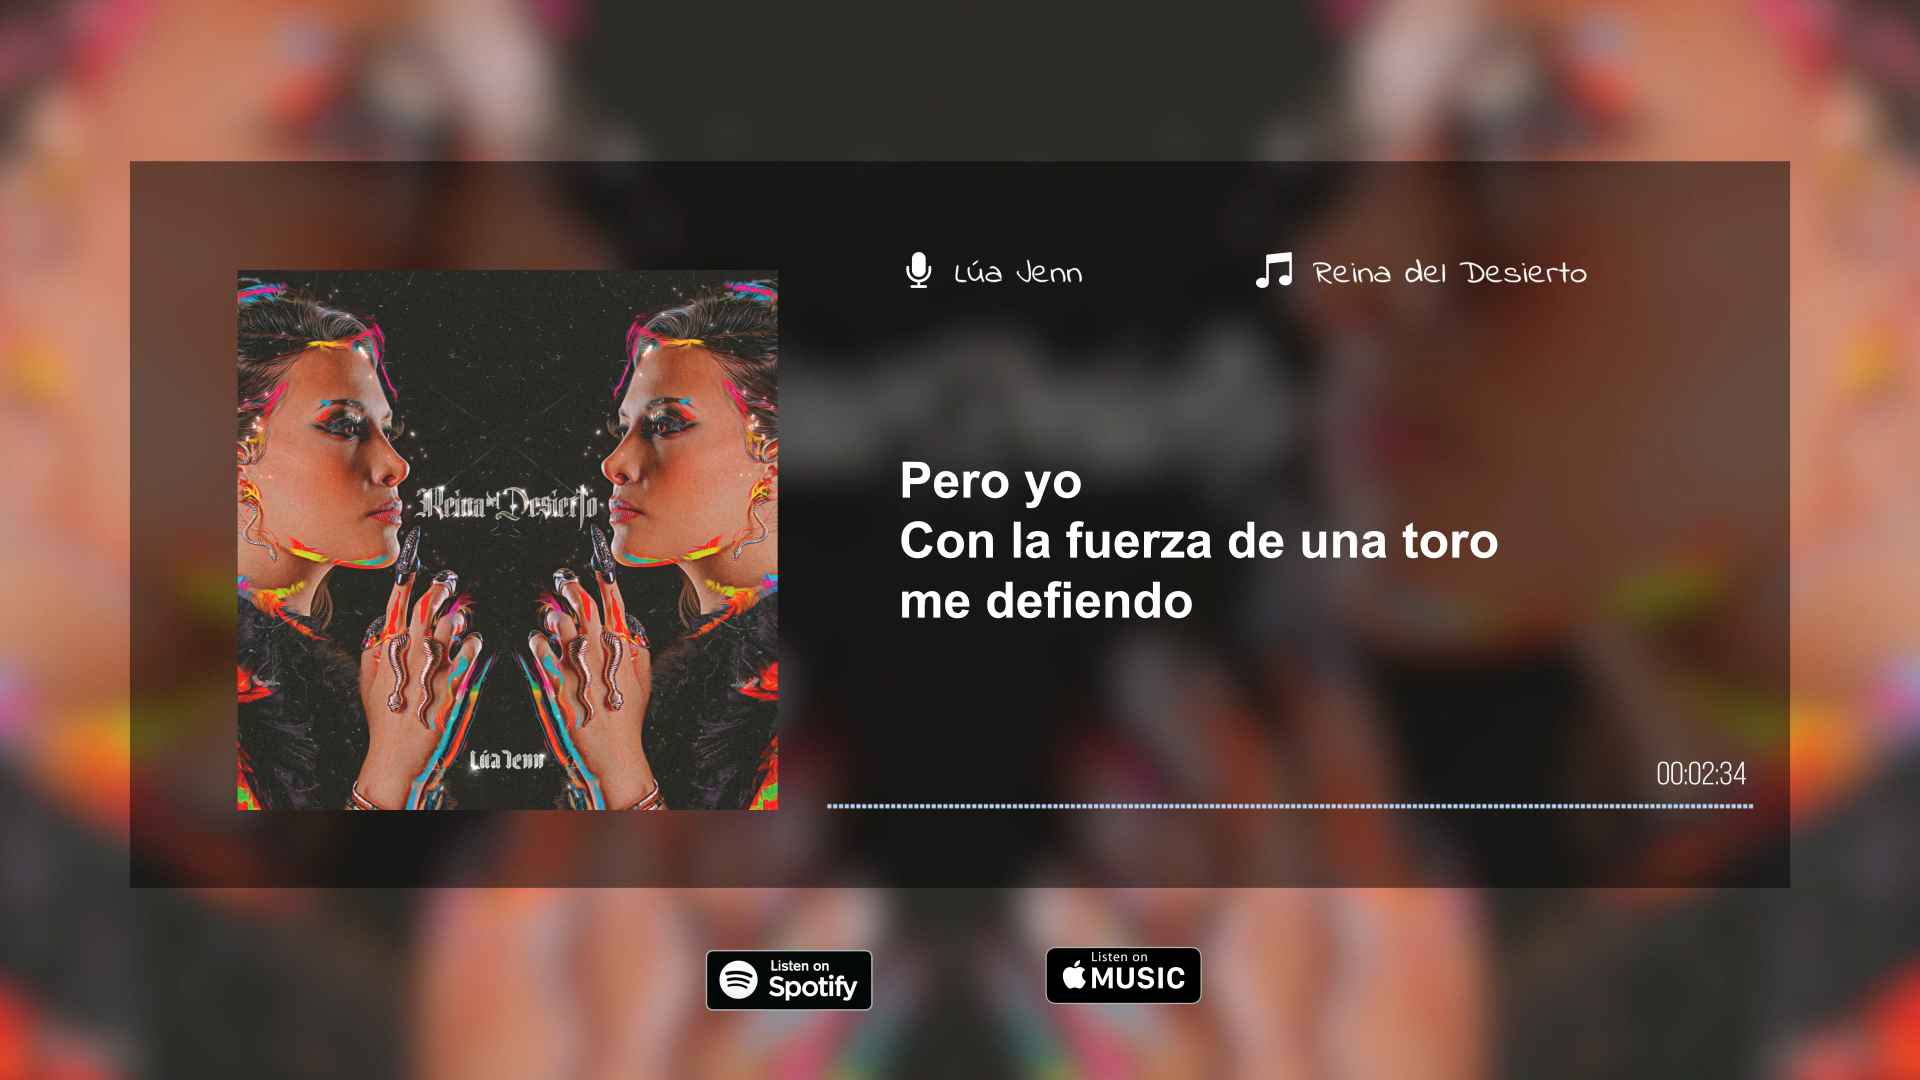 Lúa Jenn
Reina del Desierto
Reina del Desierto
Pero yo
Con la fuerza de una toro
me defiendo
Lúa Jenn
00:02:34
Listen on
Spotify
Listen on
MUSIC